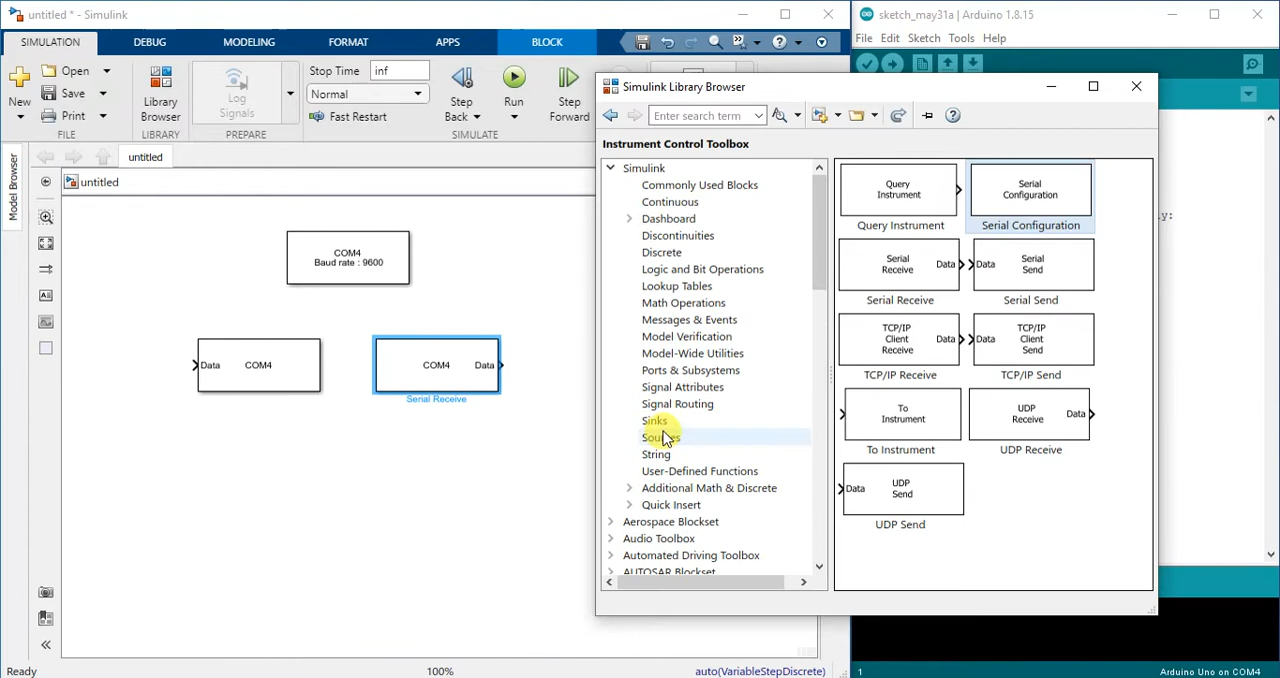 untitled * - Simulink
SIMULATION DEBUG MODELING FORMAT APPS BLOCK
New
Open
Save
Print
FILE
Library
Browser
LIBRARY
Log
Signals
PREPARE
Stop Time inf
Normal
Fast Restart
Step
Back
Run
Step
Forward
SIMULATE
Model Browser
untitled
untitled
COM4
Baud rate : 9600
Data COM4
COM4 Data
Serial Receive
Ready 100% auto(VariableStepDiscrete)
Simulink Library Browser
Enter search term
Instrument Control Toolbox
Simulink
Commonly Used Blocks
Continuous
Dashboard
Discontinuities
Discrete
Logic and Bit Operations
Lookup Tables
Math Operations
Messages & Events
Model Verification
Model-Wide Utilities
Ports & Subsystems
Signal Attributes
Signal Routing
Sinks
Sources
String
User-Defined Functions
Additional Math & Discrete
Quick Insert
Aerospace Blockset
Audio Toolbox
Automated Driving Toolbox
AUTOSAR Blockset
Query
Instrument
Query Instrument
Serial
Configuration
Serial Configuration
Serial
Receive Data
Serial Receive
Data Serial
Send
Serial Send
TCP/IP
Client
Receive Data
TCP/IP Receive
Data TCP/IP
Client
Send
TCP/IP Send
To
Instrument
To Instrument
UDP
Receive Data
UDP Receive
Data UDP
Send
UDP Send
sketch_may31a | Arduino 1.8.15
File Edit Sketch Tools Help
y:
1 Arduino Uno on COM4